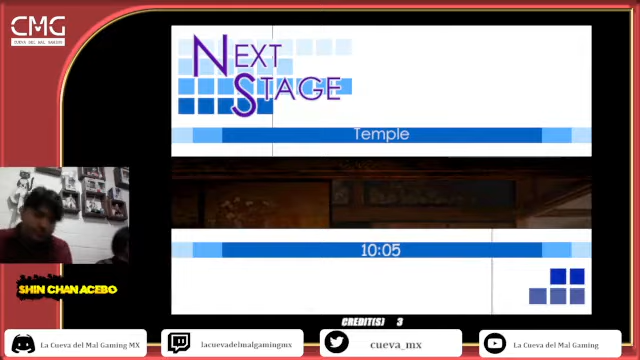 CMG
CUEVA DEL MAL GAMING
NEXT
STAGE
Temple
10:05
SHIN CHAN ACEBO
CREDIT(S) 3
La Cueva del Mal Gaming MX
lacuevadelmalgamingmx
cueva_mx
La Cueva del Mal Gaming